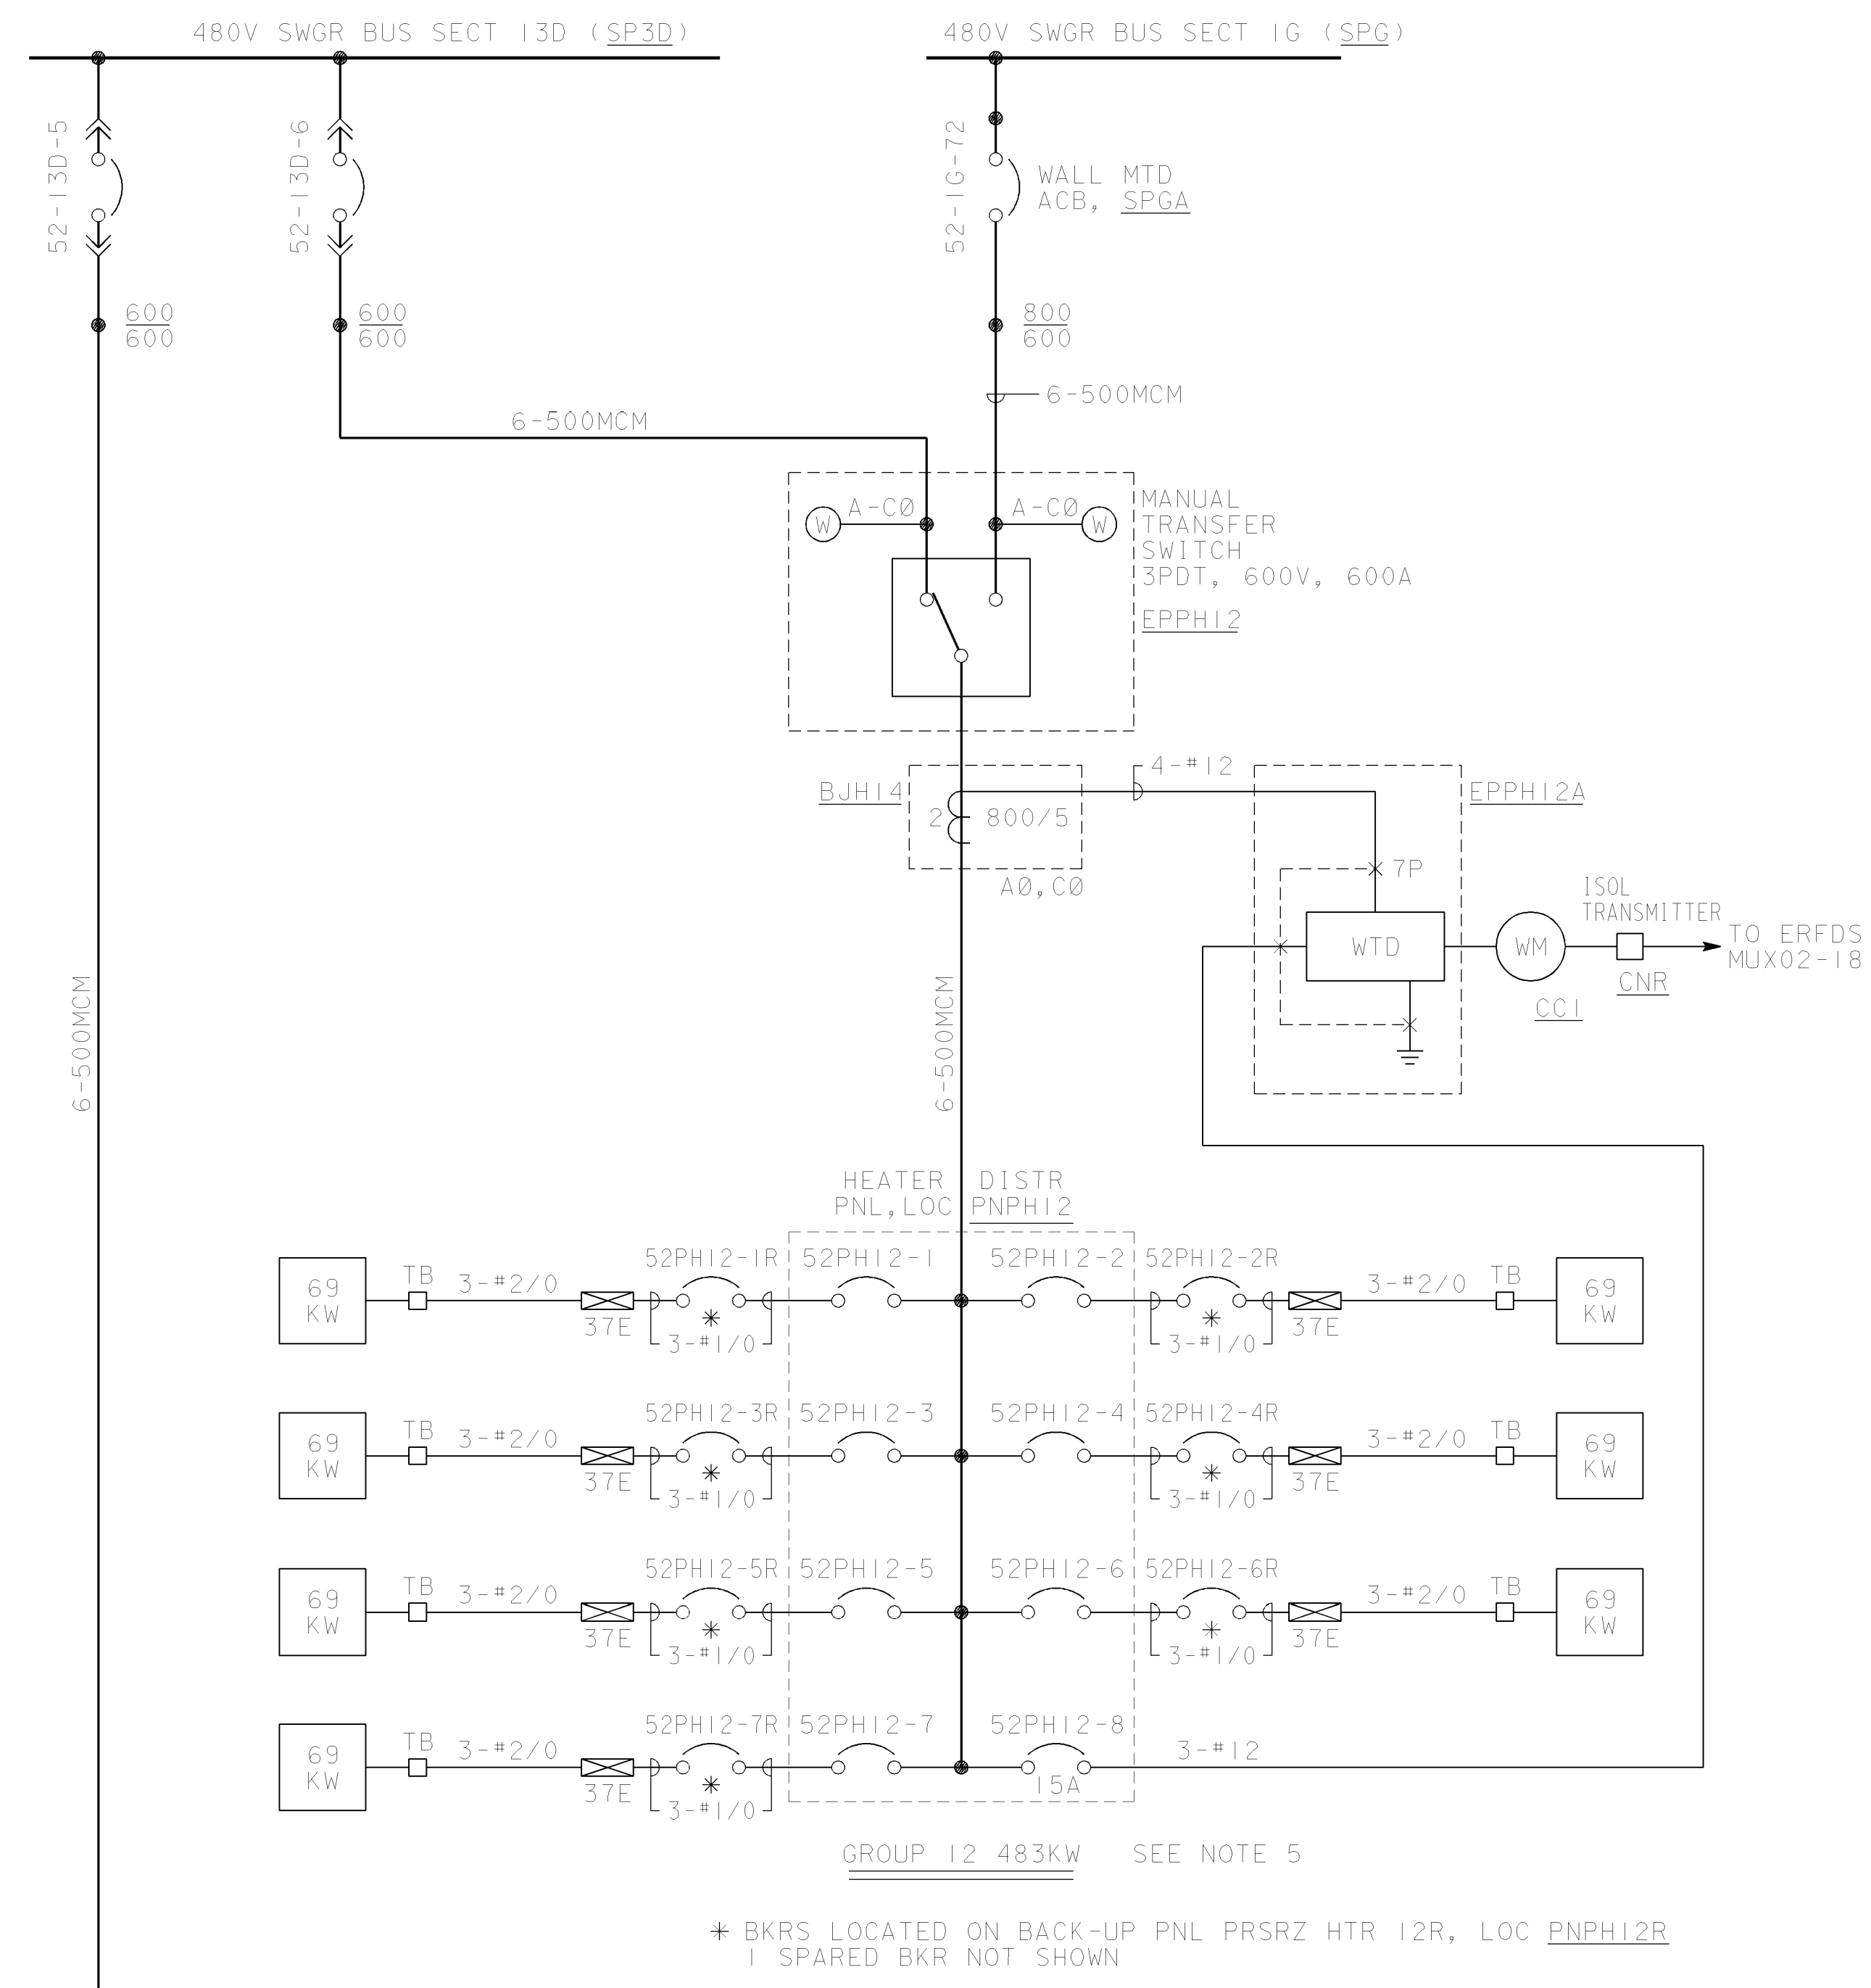 480V SWGR BUS SECT 13D (SP3D)
480V SWGR BUS SECT 1G (SPG)
52-13D-5
52-13D-6
52-1G-72
WALL MTD
ACB, SPGA
600
600
600
600
800
600
6-500MCM
6-500MCM
A-CØ
A-CØ
W
W
MANUAL
TRANSFER
SWITCH
3PDT, 600V, 600A
EPPH12
4-#12
BJH14
2
800/5
AØ,CØ
EPPH12A
7P
ISOL
TRANSMITTER
WTD
WM
TO ERFDS
MUX02-18
CNR
CC1
6-500MCM
6-500MCM
HEATER DISTR
PNL,LOC PNPH12
52PH12-1R
52PH12-1
52PH12-2
52PH12-2R
69
KW
TB
3-#2/0
37E
*
3-#1/0
*
3-#1/0
37E
3-#2/0
TB
69
KW
52PH12-3R
52PH12-3
52PH12-4
52PH12-4R
69
KW
TB
3-#2/0
37E
*
3-#1/0
*
3-#1/0
37E
3-#2/0
TB
69
KW
52PH12-5R
52PH12-5
52PH12-6
52PH12-6R
69
KW
TB
3-#2/0
37E
*
3-#1/0
*
3-#1/0
37E
3-#2/0
TB
69
KW
52PH12-7R
52PH12-7
52PH12-8
69
KW
TB
3-#2/0
37E
*
3-#1/0
15A
3-#12
GROUP 12 483KW SEE NOTE 5
* BKRS LOCATED ON BACK-UP PNL PRSRZ HTR 12R, LOC PNPH12R
1 SPARED BKR NOT SHOWN